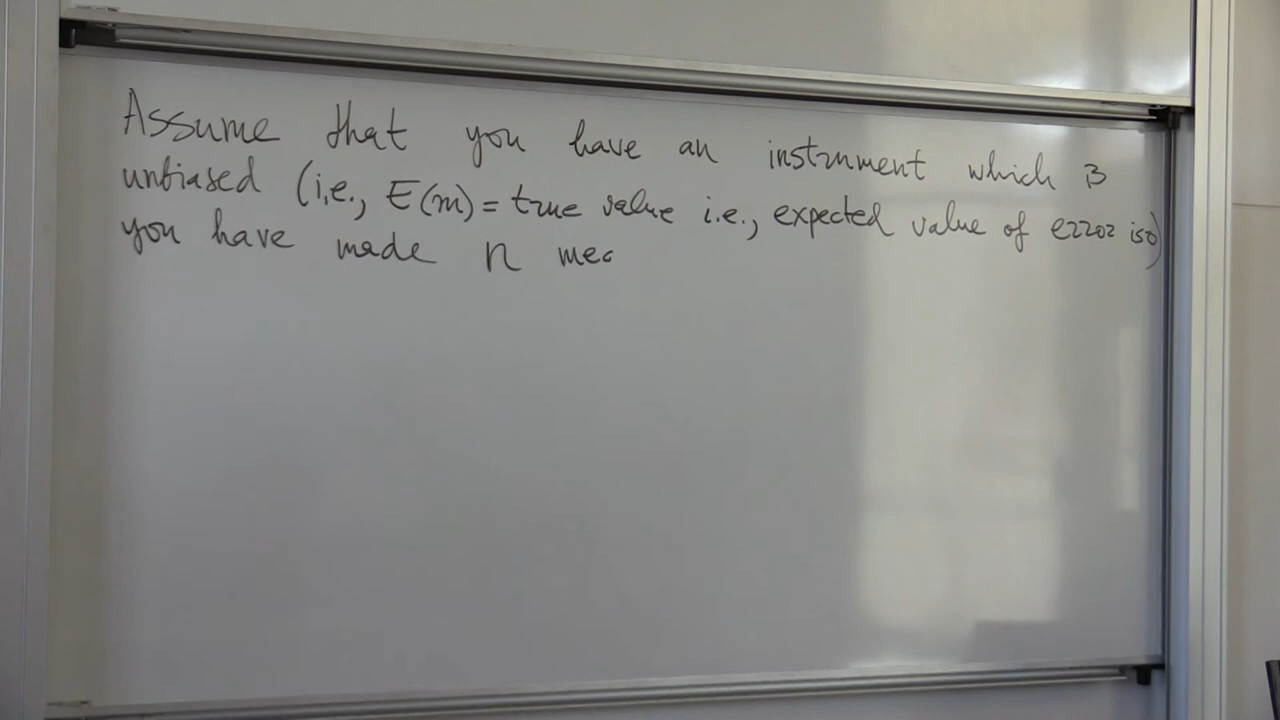 Assume that you have an instrument which is
unbiased (i.e., E(m) = true value i.e., expected value of error is 0)
you have made n mea